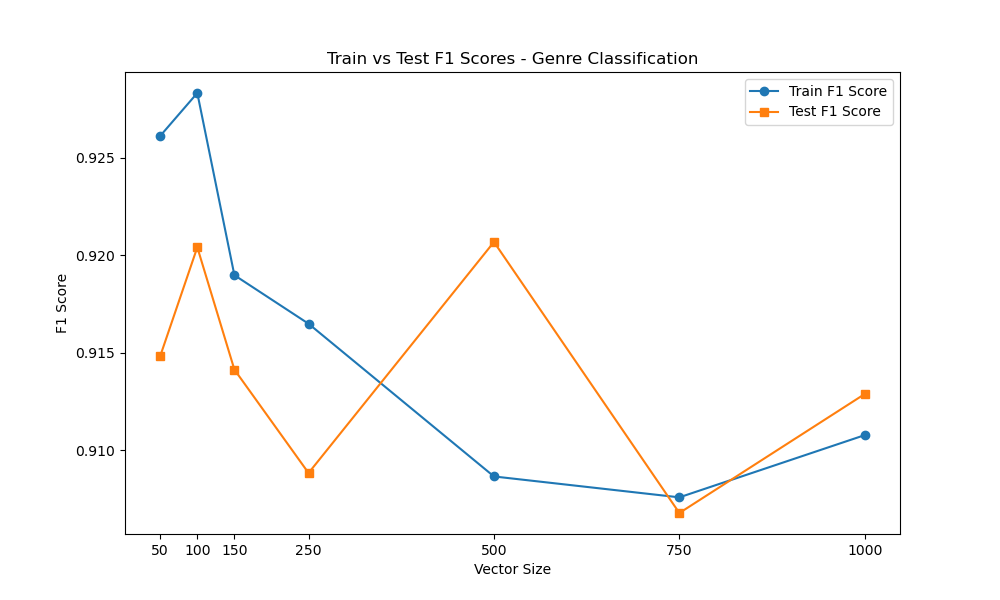 Train vs Test F1 Scores - Genre Classification
Train F1 Score
Test F1 Score
F1 Score
0.925
0.920
0.915
0.910
50 100 150 250 500 750 1000
Vector Size